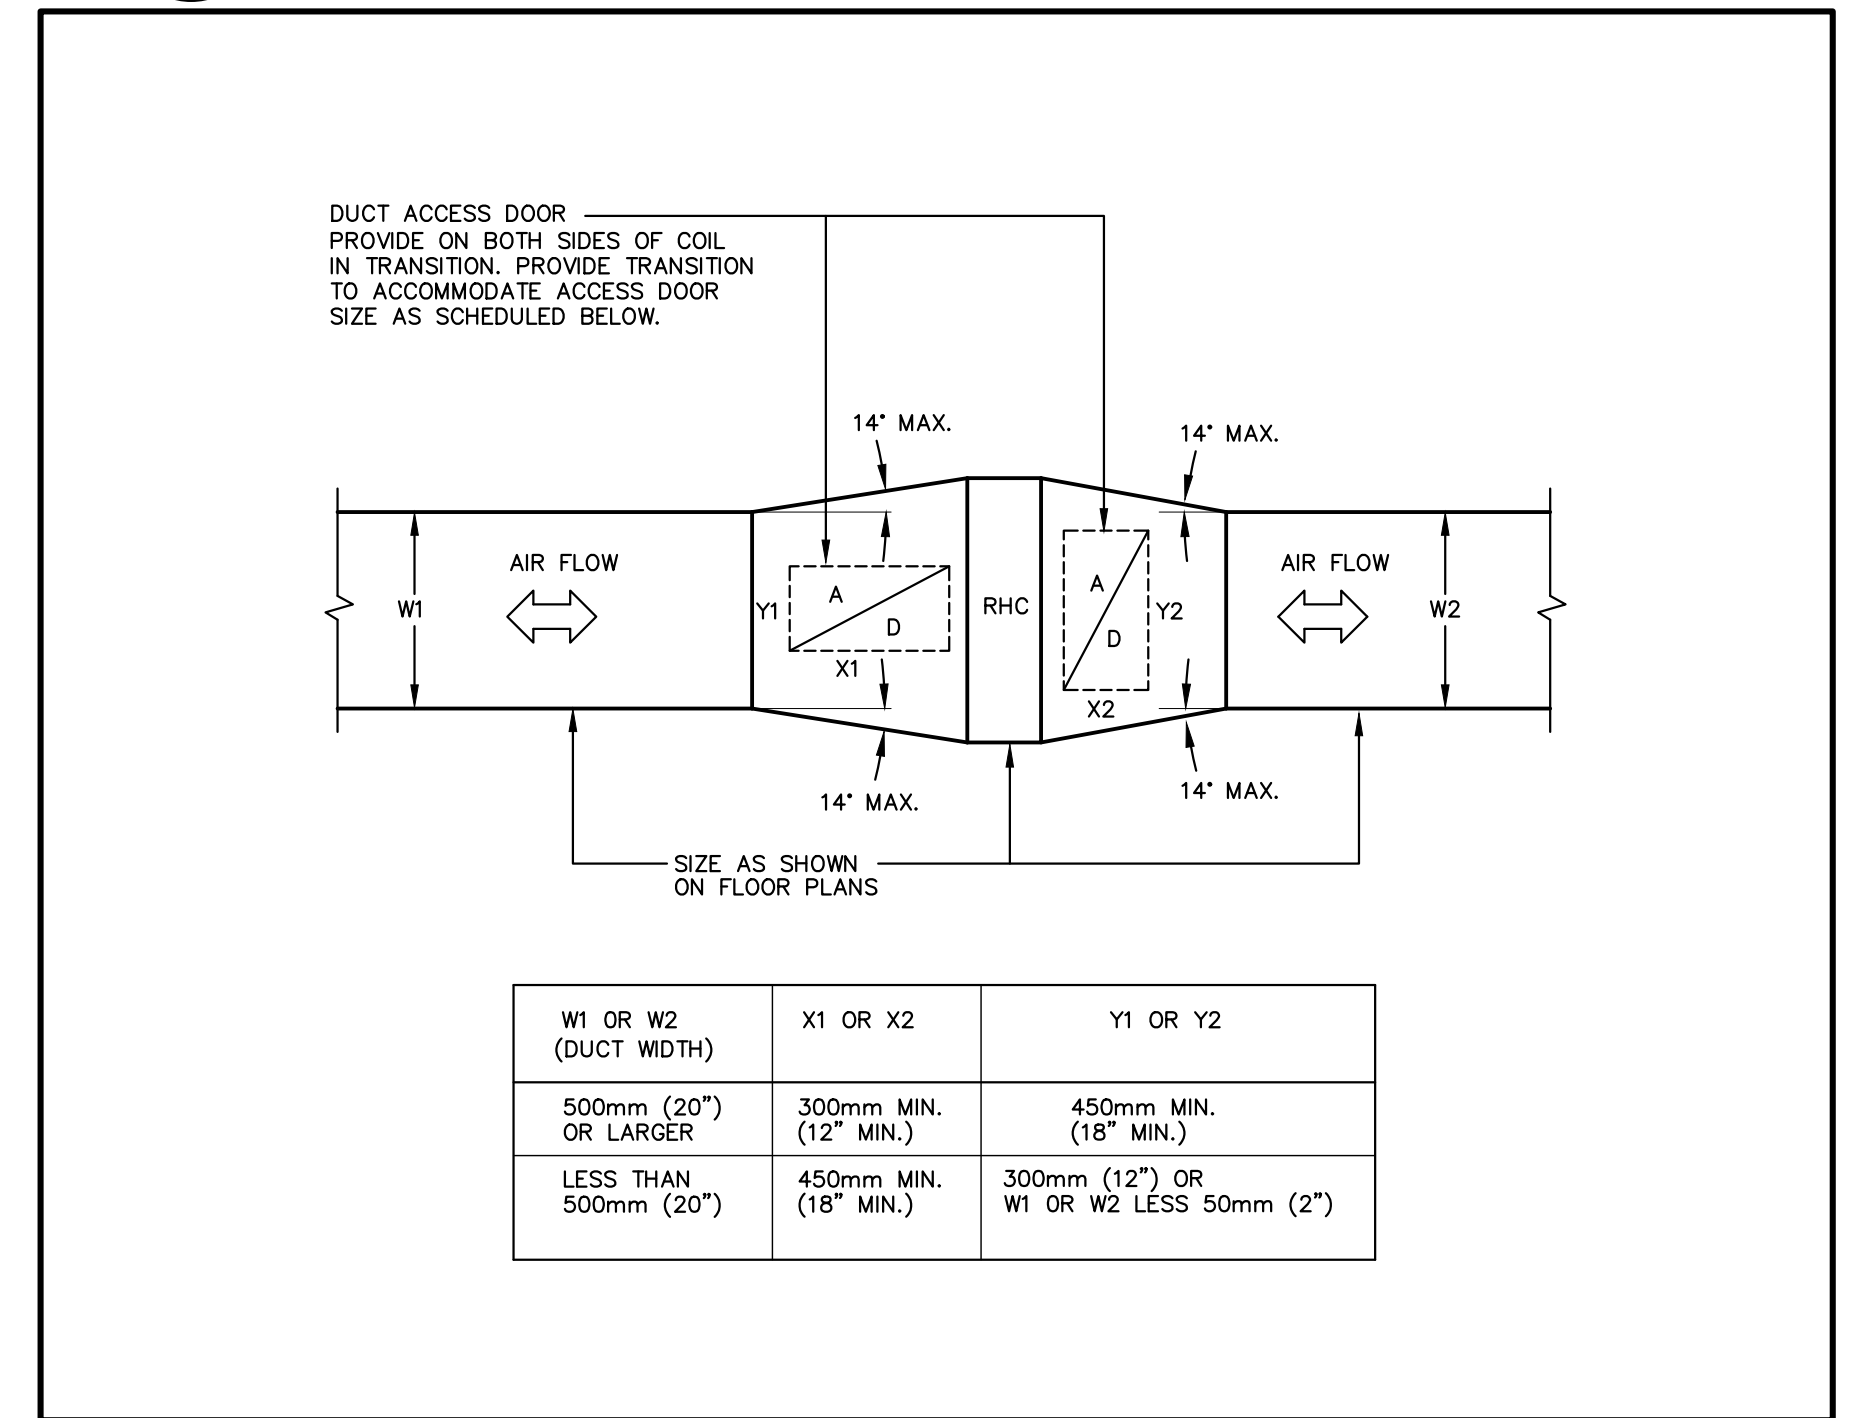 DUCT ACCESS DOOR
PROVIDE ON BOTH SIDES OF COIL
IN TRANSITION. PROVIDE TRANSITION
TO ACCOMMODATE ACCESS DOOR
SIZE AS SCHEDULED BELOW.
14° MAX.
14° MAX.
AIR FLOW
AIR FLOW
W1
Y1
A
D
X1
RHC
A
D
Y2
X2
W2
14° MAX.
14° MAX.
SIZE AS SHOWN
ON FLOOR PLANS
W1 OR W2
(DUCT WIDTH)
X1 OR X2
Y1 OR Y2
500mm (20")
OR LARGER
300mm MIN.
(12" MIN.)
450mm MIN.
(18" MIN.)
LESS THAN
500mm (20")
450mm MIN.
(18" MIN.)
300mm (12") OR
W1 OR W2 LESS 50mm (2")